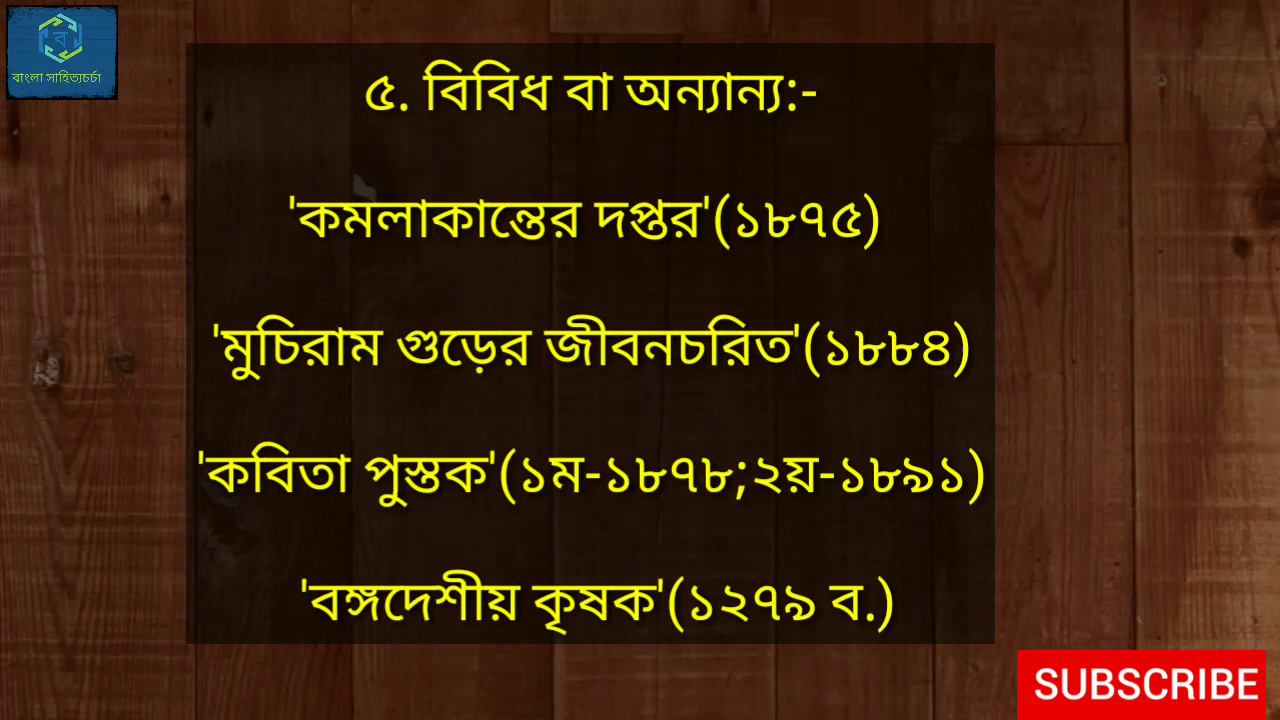 ব
বাংলা সাহিত্যচর্চা
৫. বিবিধ বা অন্যান্য:-
'কমলাকান্তের দপ্তর'(১৮৭৫)
'মুচিরাম গুড়ের জীবনচরিত'(১৮৮৪)
'কবিতা পুস্তক'(১ম-১৮৭৮;২য়-১৮৯১)
'বঙ্গদেশীয় কৃষক'(১২৭৯ ব.)
SUBSCRIBE